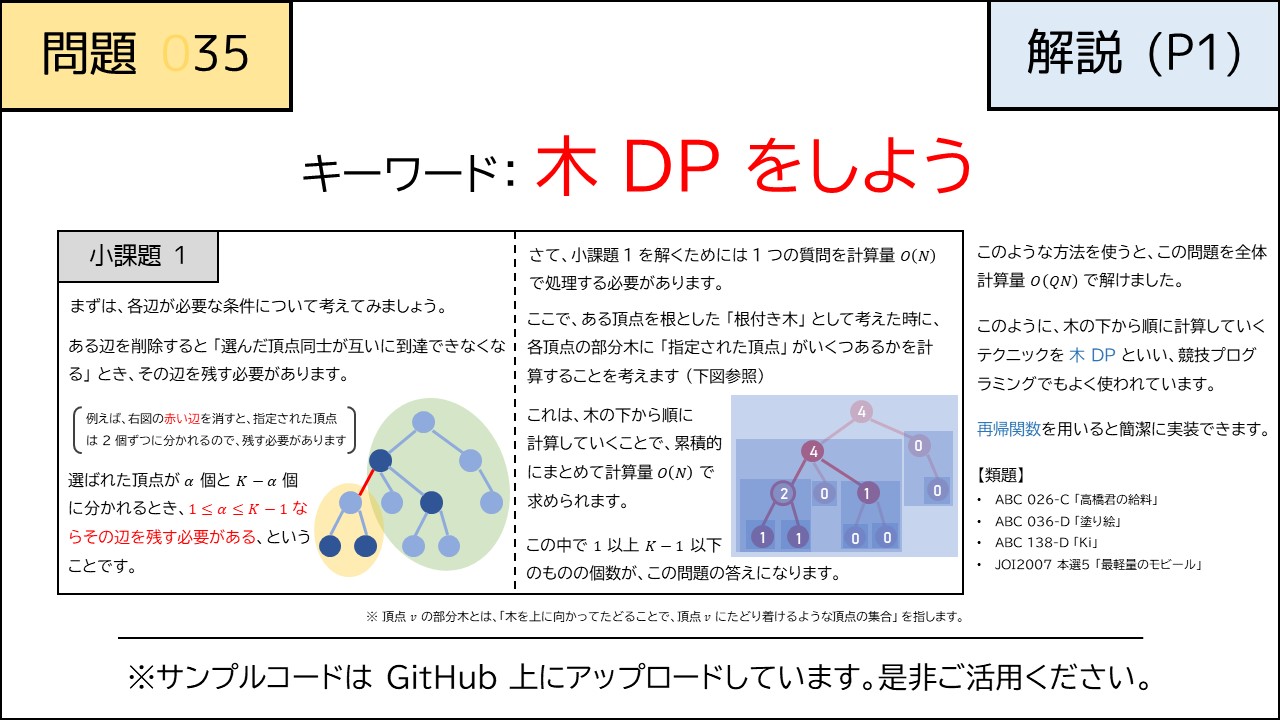 問題 035
解説 (P1)
キーワード: 木 DP をしよう
小課題 1
まずは、各辺が必要な条件について考えてみましょう。
ある辺を削除すると「選んだ頂点同士が互いに到達できなくな
る」とき、その辺を残す必要があります。
例えば、右図の赤い辺を消すと、指定された頂点
は 2 個ずつに分かれるので、残す必要があります
選ばれた頂点が α 個と K − α 個
に分かれるとき、1 ≤ α ≤ K − 1 な
らその辺を残す必要がある、という
ことです。
さて、小課題 1 を解くためには 1 つの質問を計算量 O(N)
で処理する必要があります。
ここで、ある頂点を根とした「根付き木」として考えた時に、
各頂点の部分木に「指定された頂点」がいくつあるかを計
算することを考えます（下図参照）
これは、木の下から順に
計算していくことで、累積的
にまとめて計算量 O(N) で
求められます。
この中で 1 以上 K − 1 以下
のものの個数が、この問題の答えになります。
4
4
0
2
0
1
0
1
1
0
0
このような方法を使うと、この問題を全体
計算量 O(QN) で解けました。
このように、木の下から順に計算していく
テクニックを 木 DP といい、競技プログ
ラミングでもよく使われています。
再帰関数を用いると簡潔に実装できます。
【類題】
• ABC 026-C「高橋君の給料」
• ABC 036-D「塗り絵」
• ABC 138-D「Ki」
• JOI2007 本選5「最軽量のモビール」
※ 頂点 v の部分木とは、「木を上に向かってたどることで、頂点 v にたどり着けるような頂点の集合」を指します。
※サンプルコードは GitHub 上にアップロードしています。是非ご活用ください。